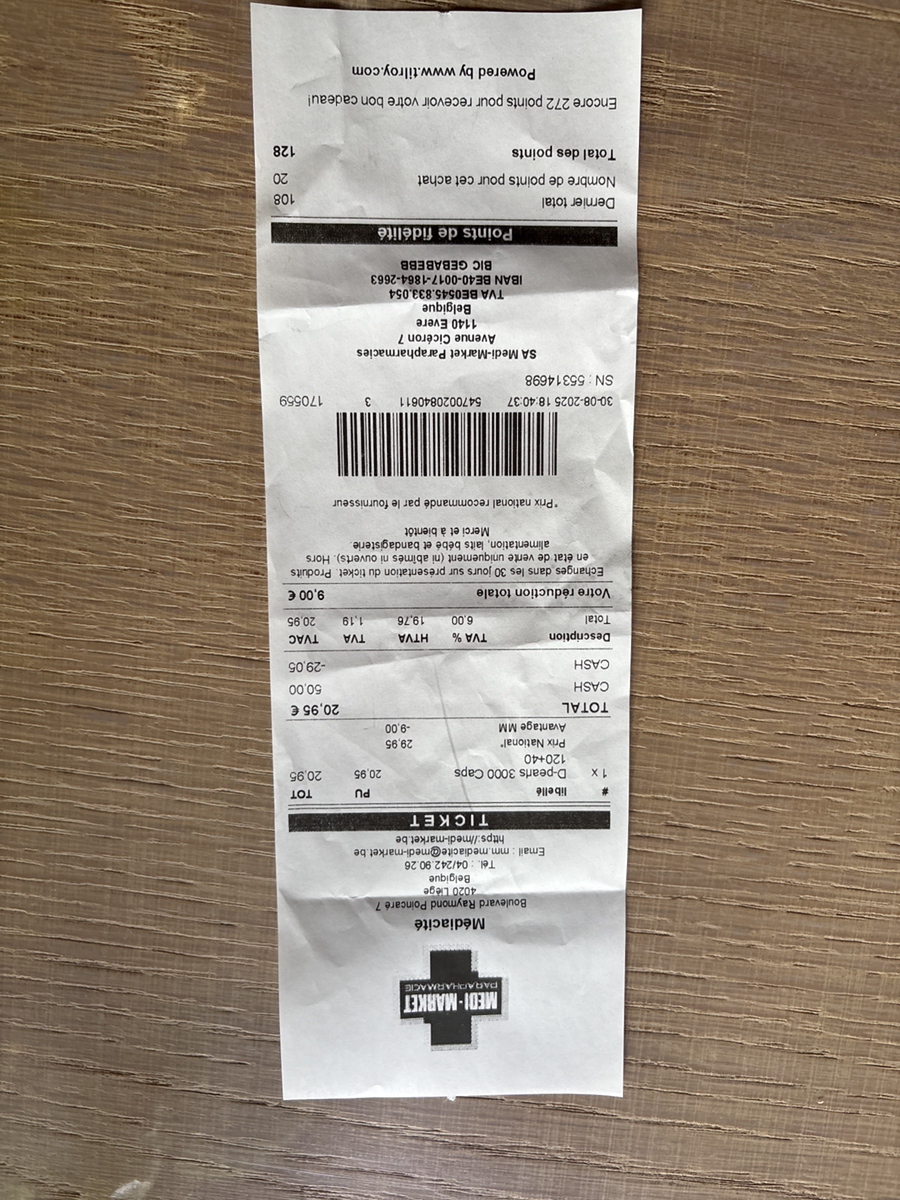 MEDI-MARKET
PARAPHARMACIE
Médiacité
Boulevard Raymond Poincaré 7
4020 Liège
Belgique
Tél. : 04/242.90.26
Email : mm.mediacite@medi-market.be
https://medi-market.be
TICKET
# libellé PU TOT
1 x D-pearls 3000 Caps 20,95 20,95
120+40
Prix National* 29,95
Avantage MM -9,00
TOTAL 20,95 €
CASH 50,00
CASH -29,05
Description TVA % HTVA TVA TVAC
Total 6,00 19,76 1,19 20,95
Votre réduction totale 9,00 €
Echanges dans les 30 jours sur présentation du ticket. Produits
en état de vente uniquement (ni abimés ni ouverts). Hors
alimentation, laits bébé et bandagisterie.
Merci et à bientôt
*Prix national recommandé par le fournisseur
30-08-2025 18:40:37 5470020840611 3 170559
SN : 55314698
SA Medi-Market Parapharmacies
Avenue Cicéron 7
1140 Evere
Belgique
TVA BE0545.833.054
IBAN BE40-0017-1864-2663
BIC GEBABEBB
Points de fidélité
Dernier total 108
Nombre de points pour cet achat 20
Total des points 128
Encore 272 points pour recevoir votre bon cadeau!
Powered by www.tilroy.com